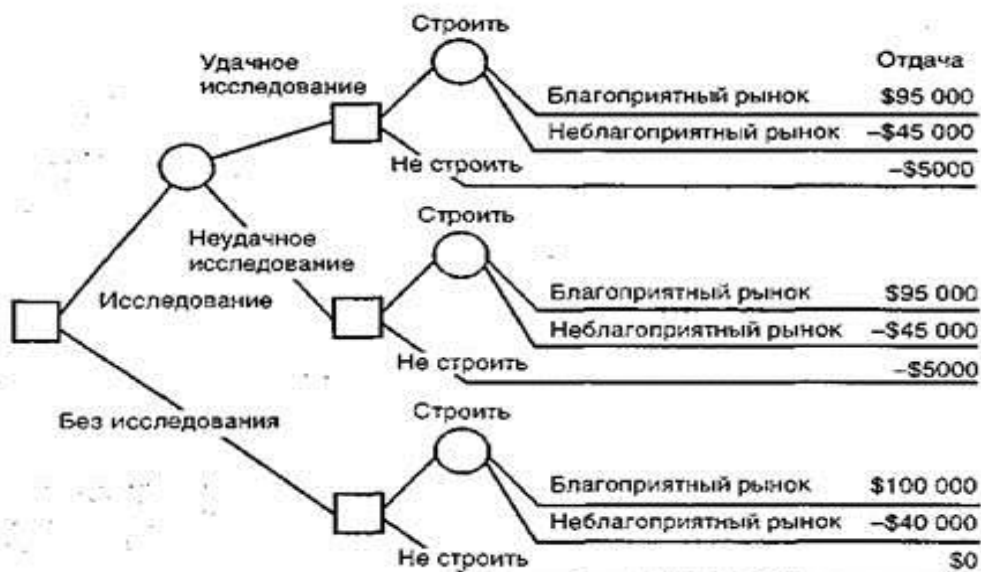 Строить
Отдача
Удачное
исследование
Благоприятный рынок $95 000
Неблагоприятный рынок –$45 000
Не строить –$5000
Строить
Неудачное
исследование
Исследование
Благоприятный рынок $95 000
Неблагоприятный рынок –$45 000
Не строить –$5000
Строить
Без исследования
Благоприятный рынок $100 000
Неблагоприятный рынок –$40 000
Не строить $0